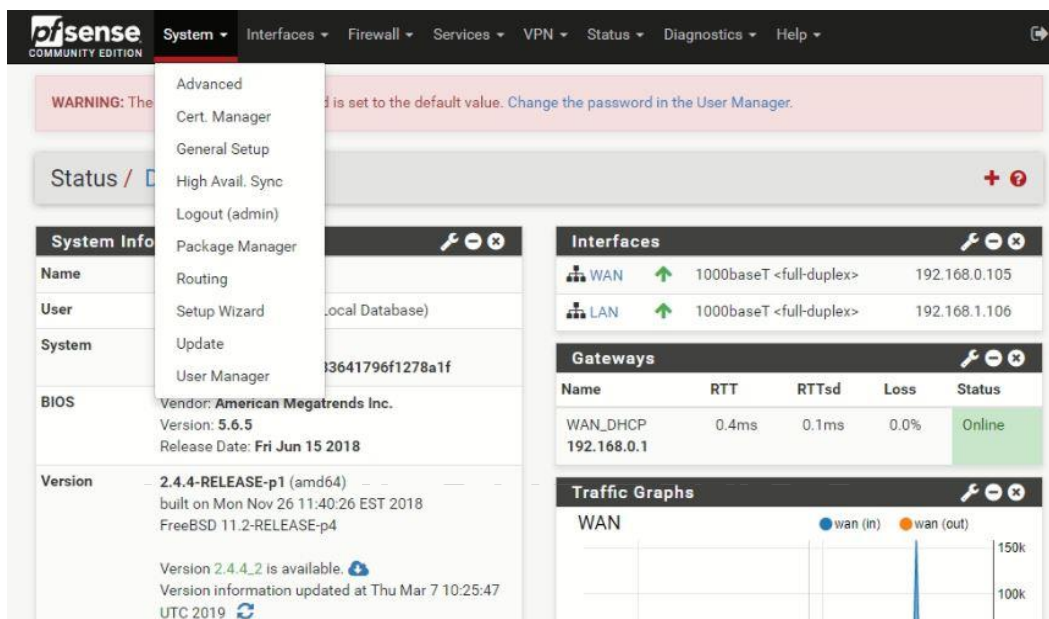 pfsense
COMMUNITY EDITION
System Interfaces Firewall Services VPN Status Diagnostics Help
Advanced
Cert. Manager
General Setup
High Avail. Sync
Logout (admin)
Package Manager
Routing
Setup Wizard
Update
User Manager
WARNING: The is set to the default value. Change the password in the User Manager.
Status /
System Info
Name
User Local Database)
System
33641796f1278a1f
BIOS Vendor: American Megatrends Inc.
Version: 5.6.5
Release Date: Fri Jun 15 2018
Version 2.4.4-RELEASE-p1 (amd64)
built on Mon Nov 26 11:40:26 EST 2018
FreeBSD 11.2-RELEASE-p4
Version 2.4.4_2 is available.
Version information updated at Thu Mar 7 10:25:47
UTC 2019
Interfaces
WAN 1000baseT <full-duplex> 192.168.0.105
LAN 1000baseT <full-duplex> 192.168.1.106
Gateways
Name RTT RTTsd Loss Status
WAN_DHCP 0.4ms 0.1ms 0.0% Online
192.168.0.1
Traffic Graphs
WAN wan (in) wan (out)
150k
100k